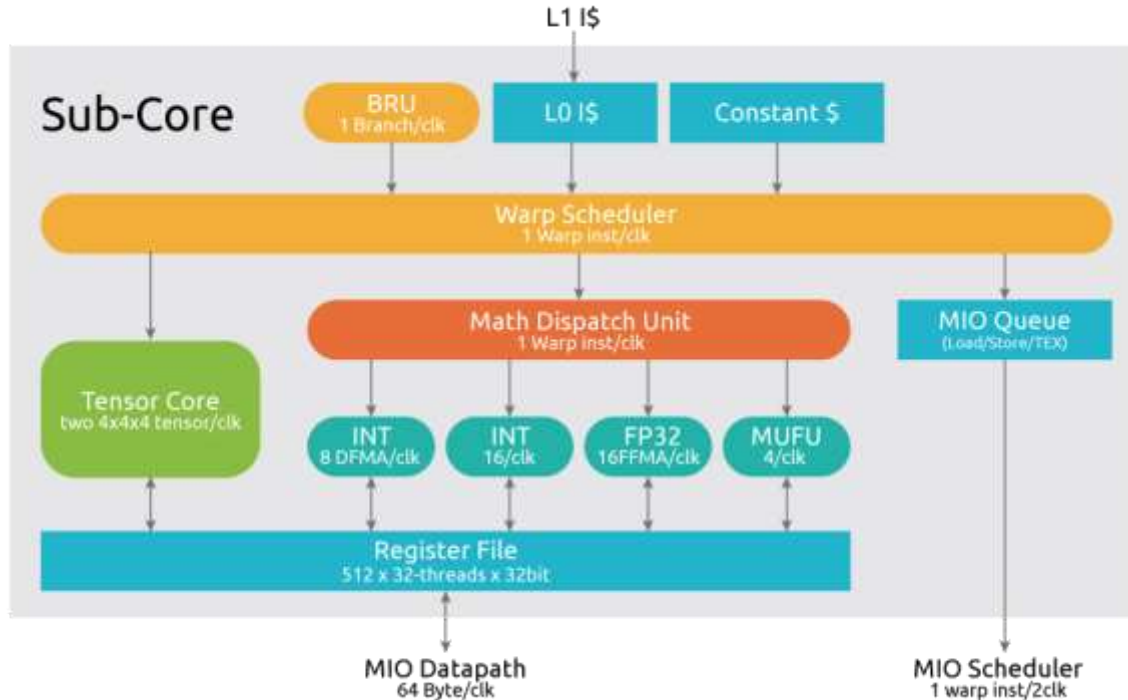 L1 I$
Sub-Core
BRU
1 Branch/clk
L0 I$
Constant $
Warp Scheduler
1 Warp inst/clk
Math Dispatch Unit
1 Warp inst/clk
MIO Queue
(Load/Store/TEX)
Tensor Core
two 4x4x4 tensor/clk
INT
8 DFMA/clk
INT
16/clk
FP32
16FFMA/clk
MUFU
4/clk
Register File
512 x 32-threads x 32bit
MIO Datapath
64 Byte/clk
MIO Scheduler
1 warp inst/2clk